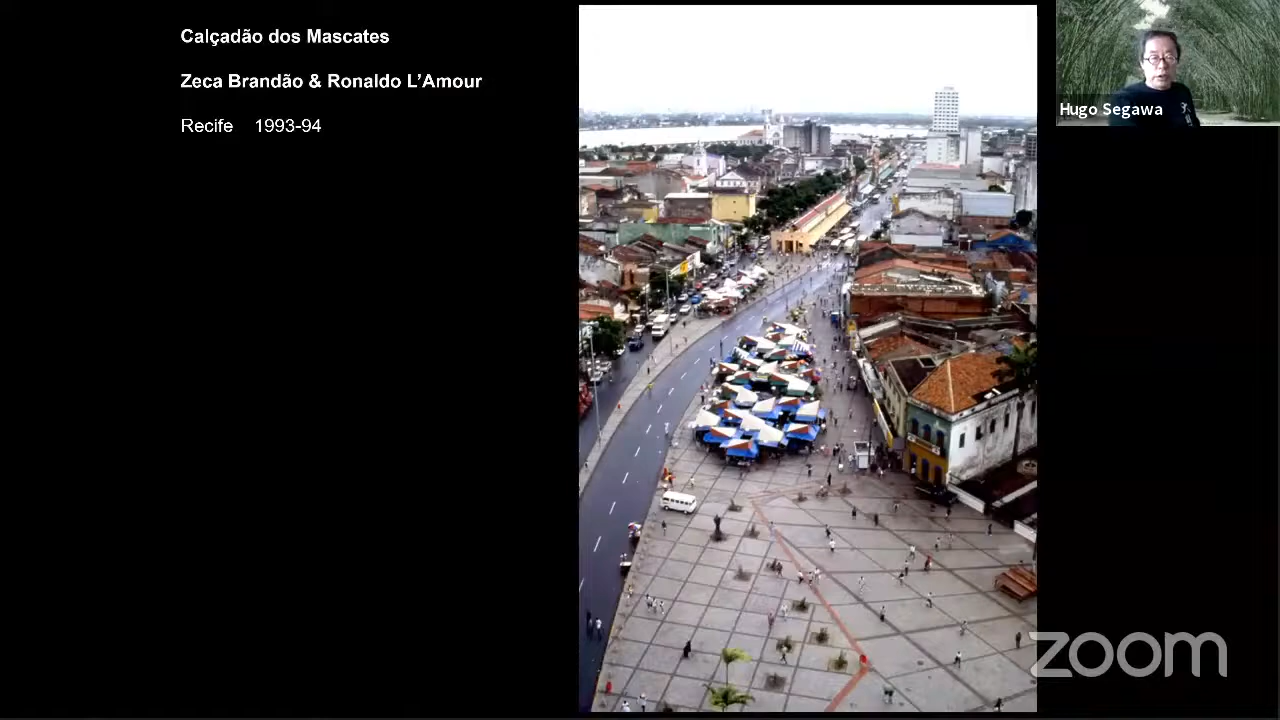 Calçadão dos Mascates
Zeca Brandão & Ronaldo L'Amour
Recife 1993-94
Hugo Segawa
zoom